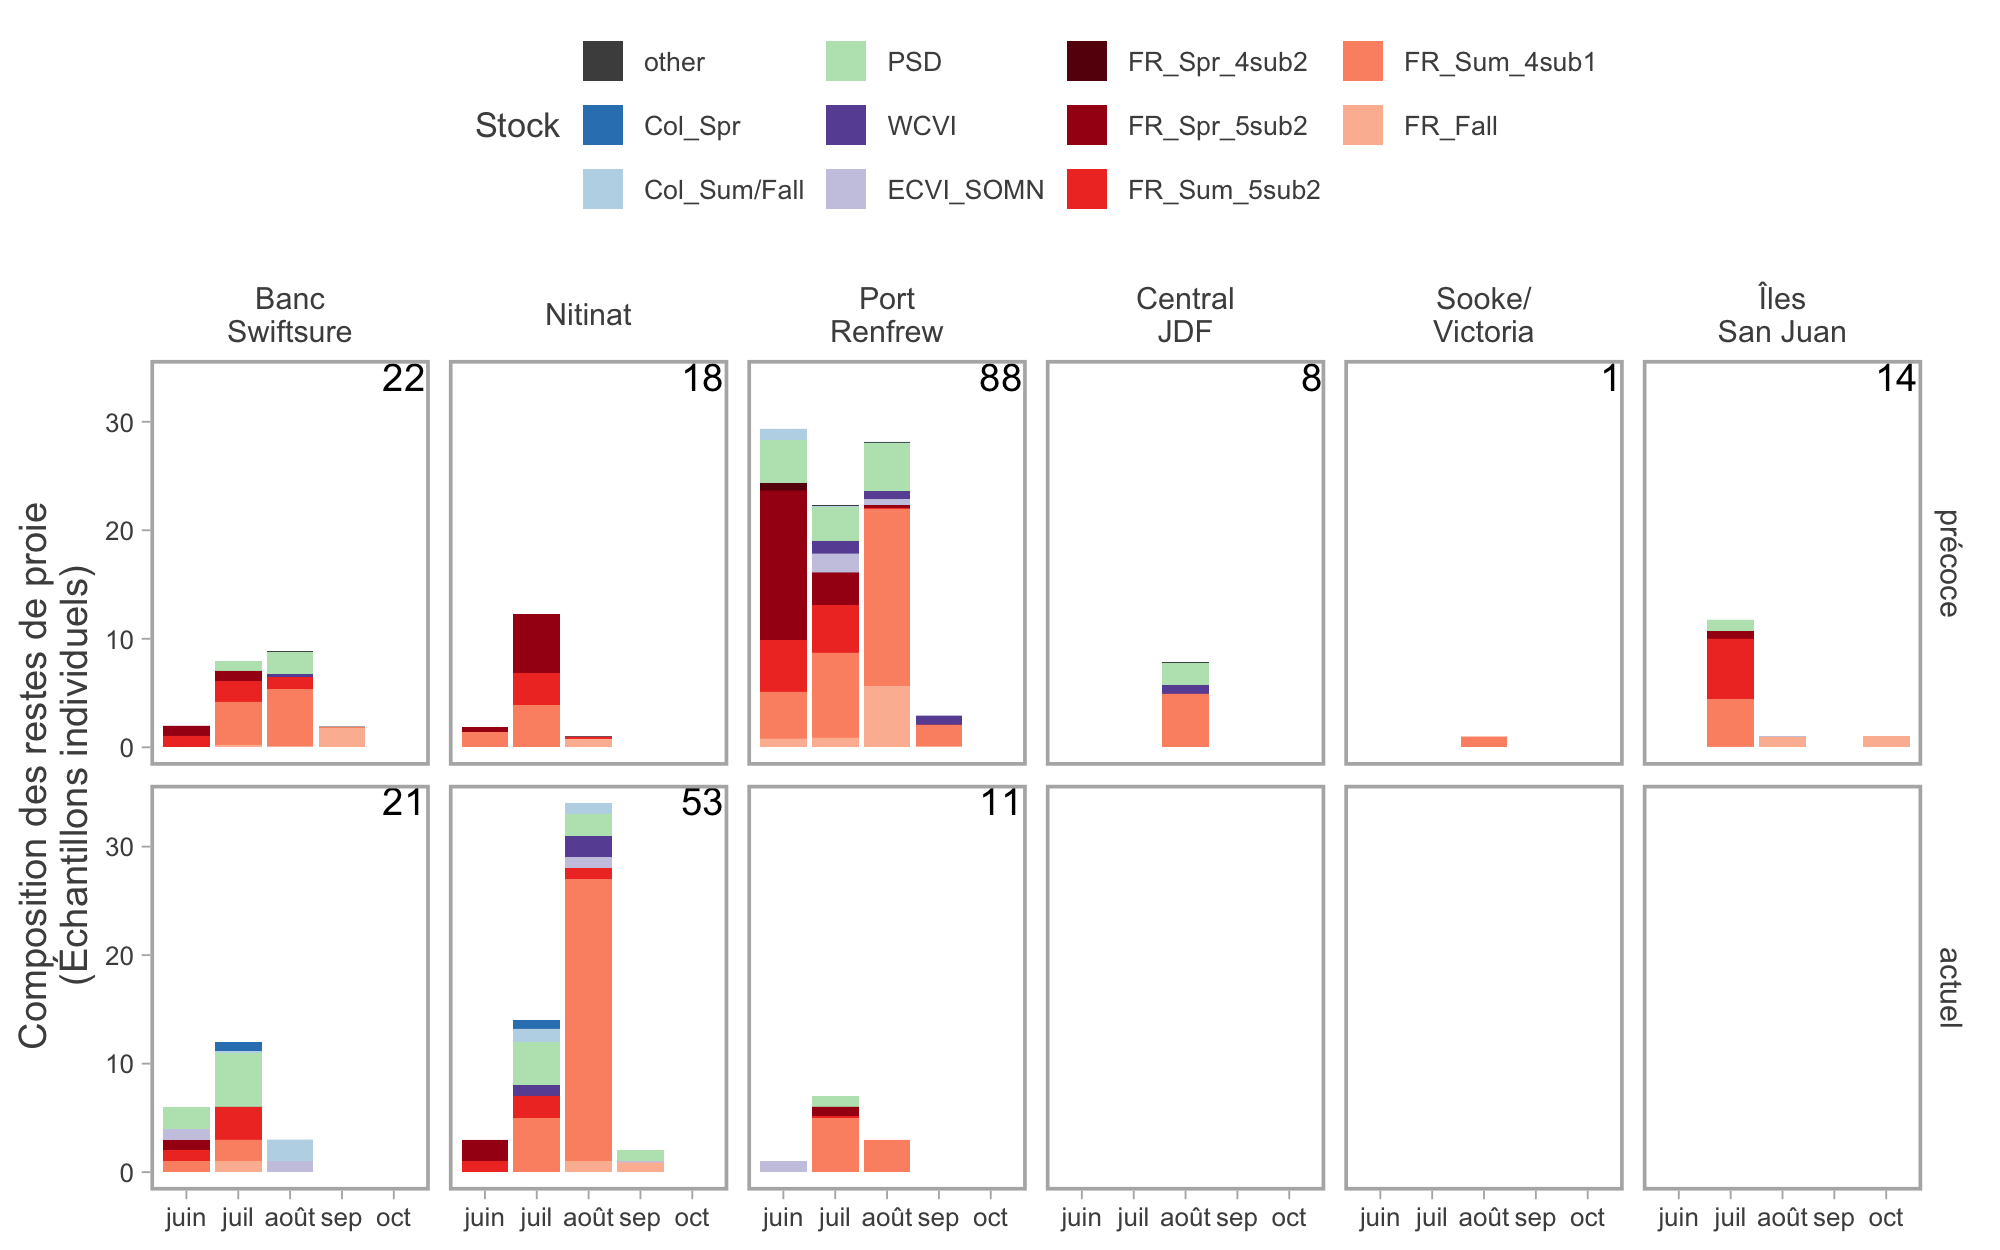 Stock
other
Col_Spr
Col_Sum/Fall
PSD
WCVI
ECVI_SOMN
FR_Spr_4sub2
FR_Spr_5sub2
FR_Sum_5sub2
FR_Sum_4sub1
FR_Fall
Banc
Swiftsure
Nitinat
Port
Renfrew
Central
JDF
Sooke/
Victoria
Îles
San Juan
Composition des restes de proie
(Échantillons individuels)
30
20
10
0
22
18
88
8
1
14
précoce
30
20
10
0
21
53
11
actuel
juin juil août sep oct
juin juil août sep oct
juin juil août sep oct
juin juil août sep oct
juin juil août sep oct
juin juil août sep oct